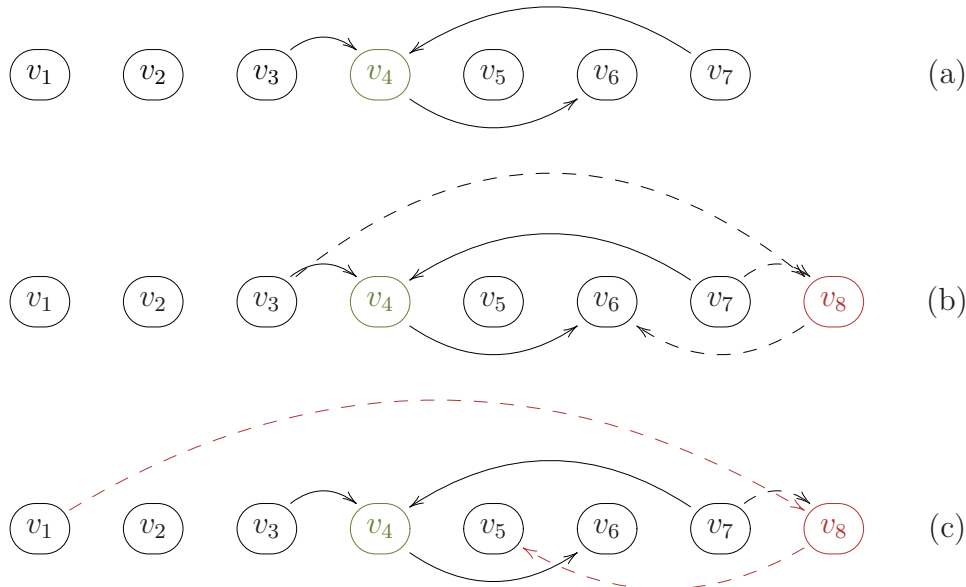 v₁ v₂ v₃ v₄ v₅ v₆ v₇ (a)
v₁ v₂ v₃ v₄ v₅ v₆ v₇ v₈ (b)
v₁ v₂ v₃ v₄ v₅ v₆ v₇ v₈ (c)